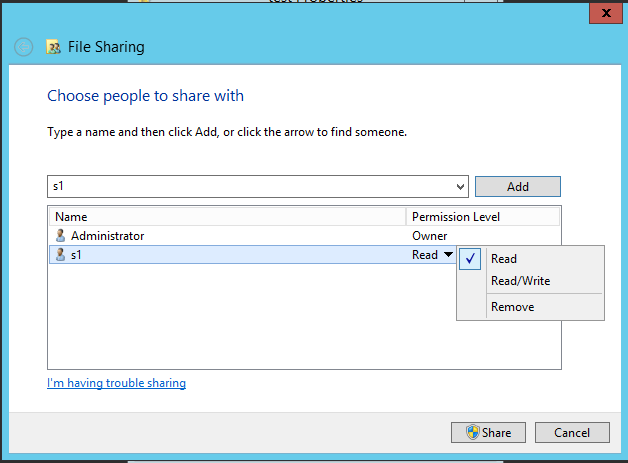 test Properties
x
File Sharing
Choose people to share with
Type a name and then click Add, or click the arrow to find someone.
s1
Add
Name Permission Level
Administrator Owner
s1 Read
Read
Read/Write
Remove
I'm having trouble sharing
Share Cancel